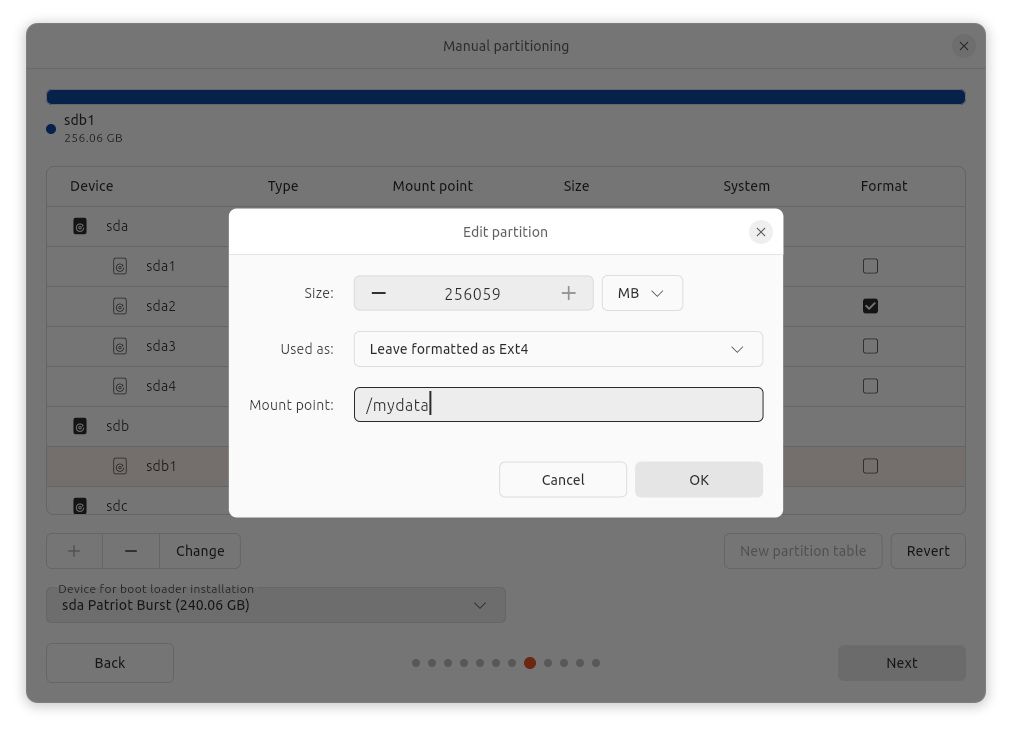 Manual partitioning
sdb1
256.06 GB
Device Type Mount point Size System Format
sda
sda1
sda2
sda3
sda4
sdb
sdb1
sdc
Edit partition
Size: 256059 MB
Used as: Leave formatted as Ext4
Mount point: /mydata
Cancel OK
Change New partition table Revert
Device for boot loader installation
sda Patriot Burst (240.06 GB)
Back Next